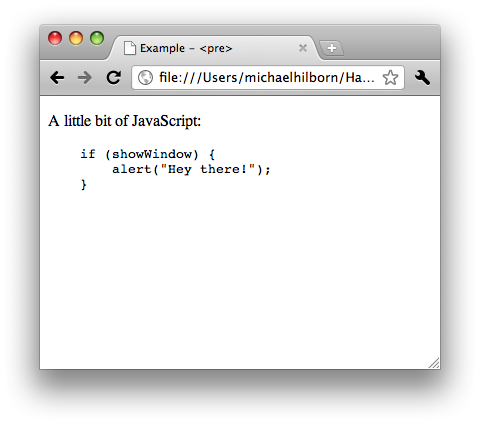 Example – <pre>
file:///Users/michaelhilborn/Ha...
A little bit of JavaScript:
if (showWindow) {
    alert("Hey there!");
}